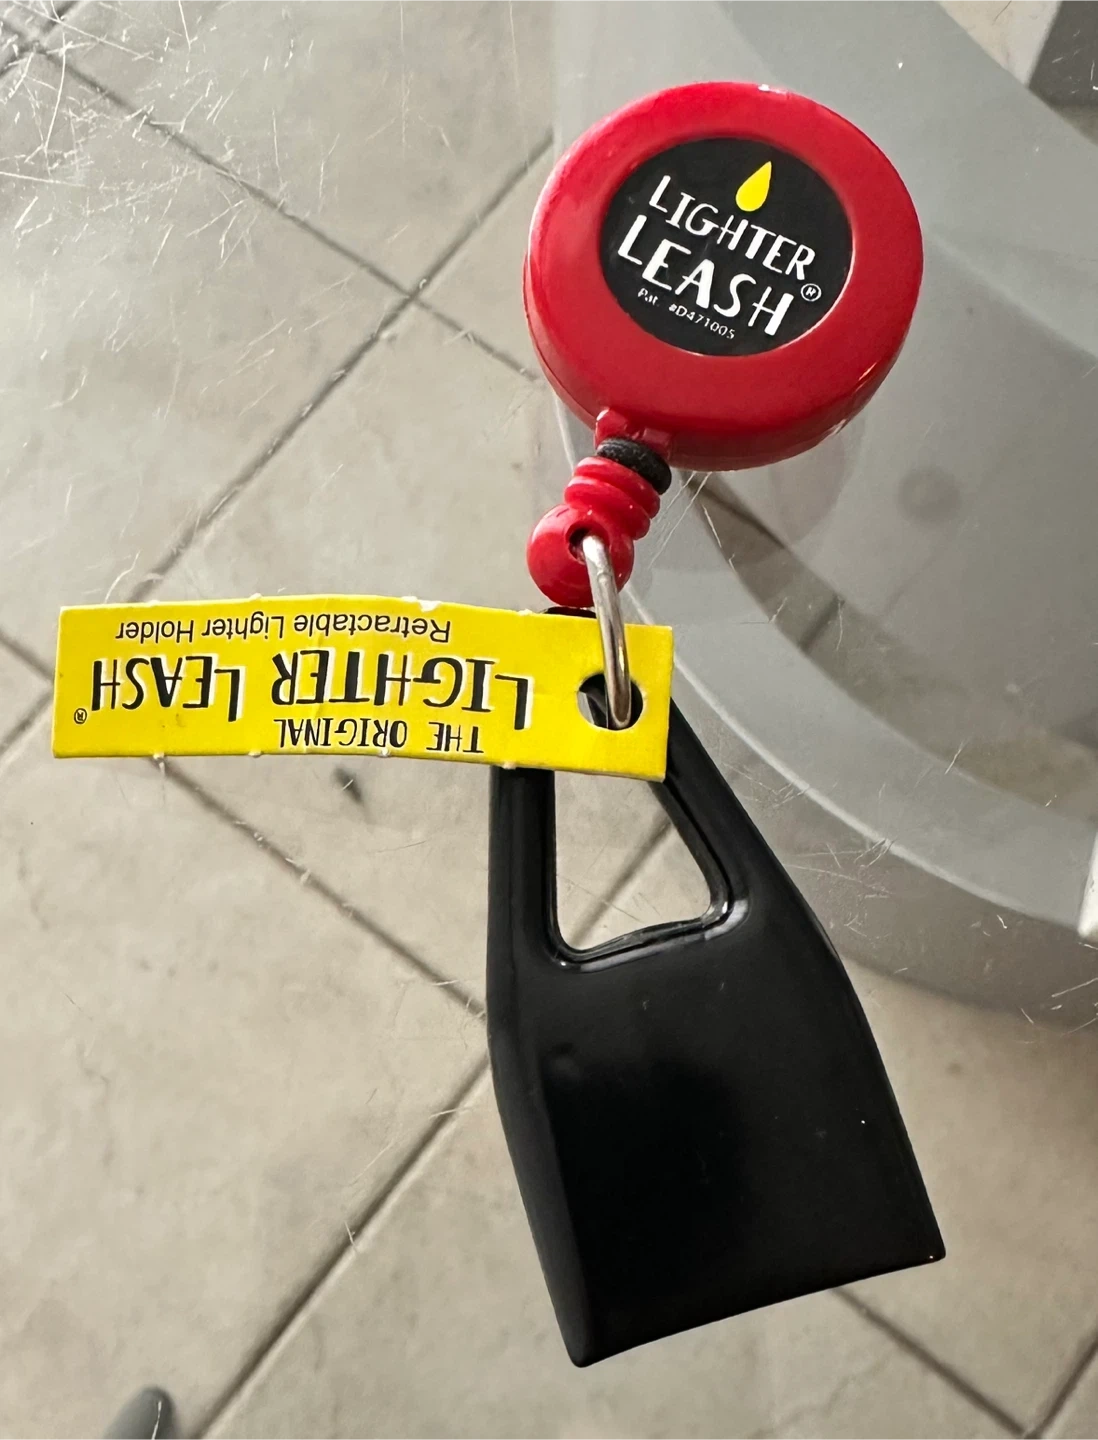 LIGHTER
LEASH®
Pat. #D471005
THE ORIGINAL
LIGHTER LEASH®
Retractable Lighter Holder